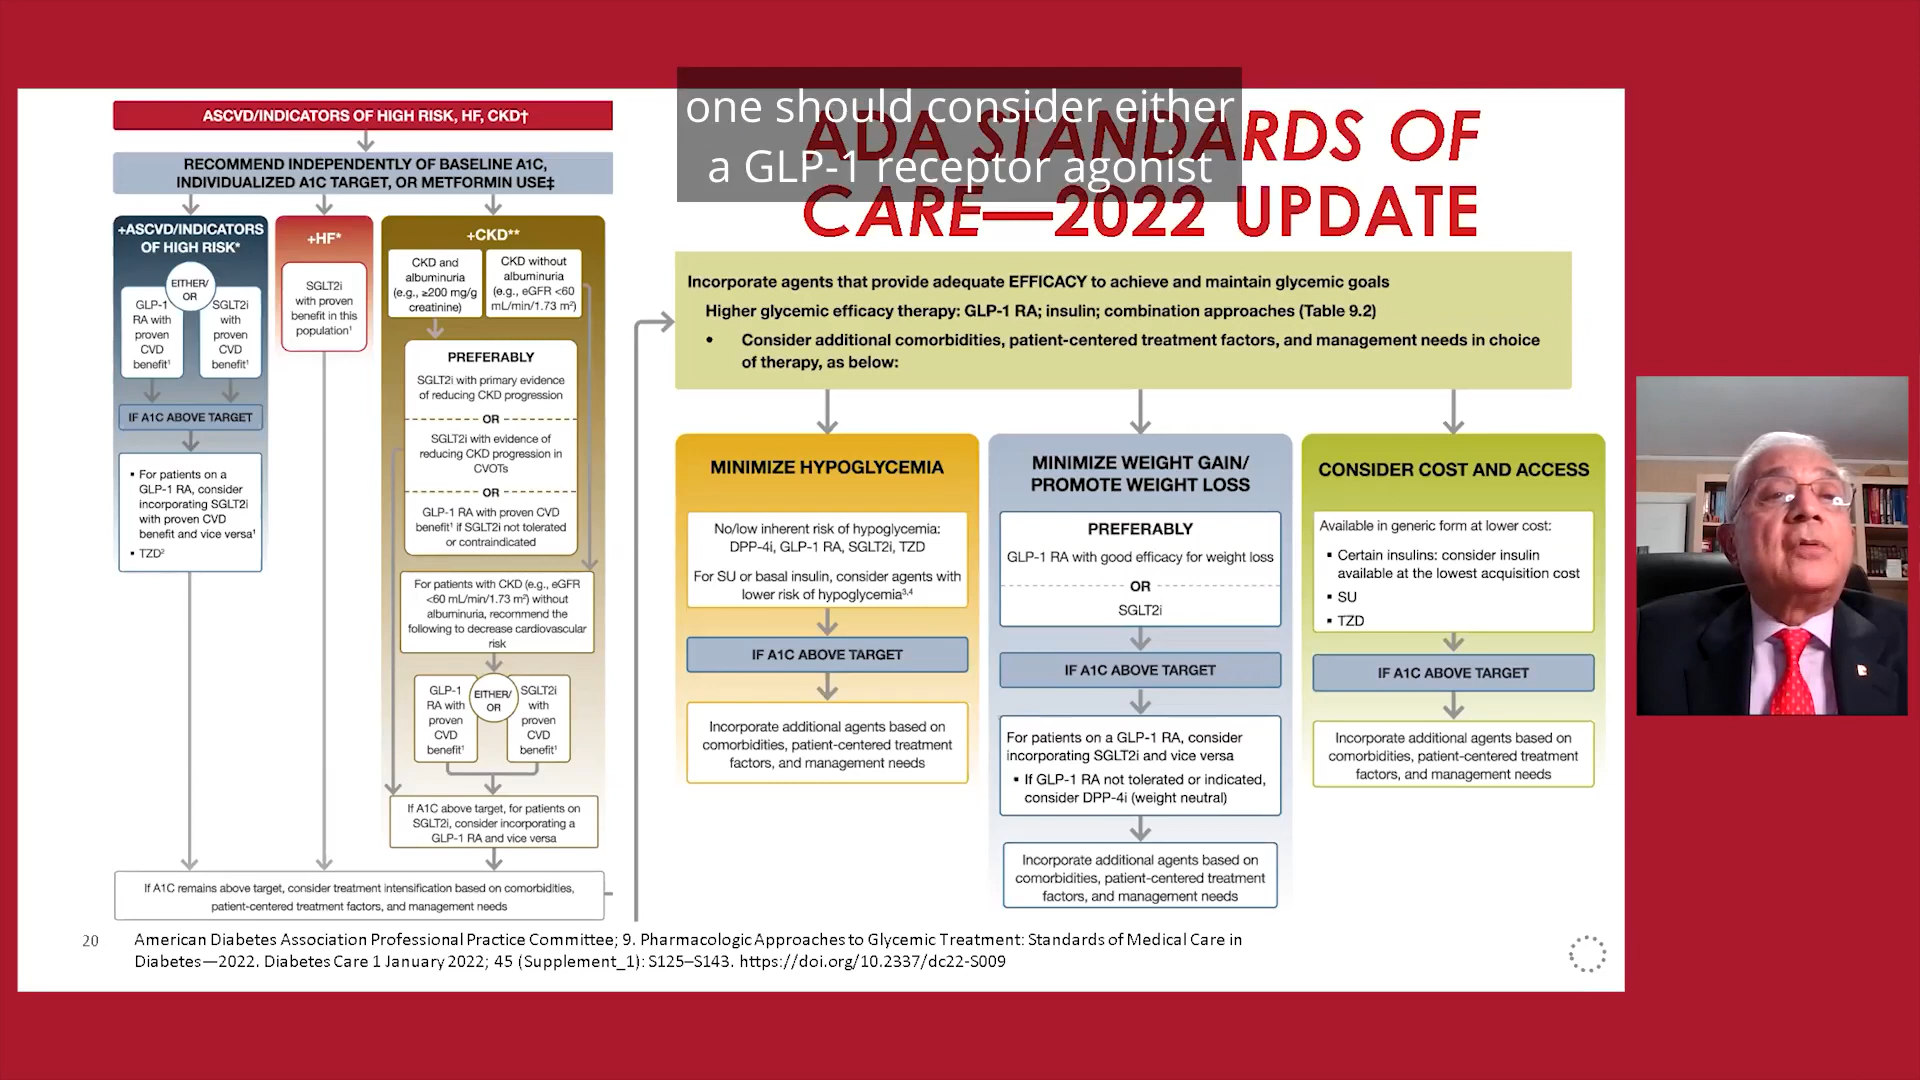 one should consider either
a GLP-1 receptor agonist
ADA STANDARDS OF
CARE—2022 UPDATE
ASCVD/INDICATORS OF HIGH RISK, HF, CKD†
RECOMMEND INDEPENDENTLY OF BASELINE A1C,
INDIVIDUALIZED A1C TARGET, OR METFORMIN USE‡
+ASCVD/INDICATORS
OF HIGH RISK*
EITHER/
OR
GLP-1
RA with
proven
CVD
benefit¹
SGLT2i
with
proven
CVD
benefit¹
IF A1C ABOVE TARGET
▪ For patients on a
GLP-1 RA, consider
incorporating SGLT2i
with proven CVD
benefit and vice versa¹
▪ TZD²
+HF*
SGLT2i
with proven
benefit in this
population¹
+CKD**
CKD and
albuminuria
(e.g., ≥200 mg/g
creatinine)
CKD without
albuminuria
(e.g., eGFR <60
mL/min/1.73 m²)
PREFERABLY
SGLT2i with primary evidence
of reducing CKD progression
OR
SGLT2i with evidence of
reducing CKD progression in
CVOTs
OR
GLP-1 RA with proven CVD
benefit¹ if SGLT2i not tolerated
or contraindicated
For patients with CKD (e.g., eGFR
<60 mL/min/1.73 m²) without
albuminuria, recommend the
following to decrease cardiovascular
risk
EITHER/
OR
GLP-1
RA with
proven
CVD
benefit¹
SGLT2i
with
proven
CVD
benefit¹
If A1C above target, for patients on
SGLT2i, consider incorporating a
GLP-1 RA and vice versa
If A1C remains above target, consider treatment intensification based on comorbidities,
patient-centered treatment factors, and management needs
Incorporate agents that provide adequate EFFICACY to achieve and maintain glycemic goals
Higher glycemic efficacy therapy: GLP-1 RA; insulin; combination approaches (Table 9.2)
• Consider additional comorbidities, patient-centered treatment factors, and management needs in choice
of therapy, as below:
MINIMIZE HYPOGLYCEMIA
No/low inherent risk of hypoglycemia:
DPP-4i, GLP-1 RA, SGLT2i, TZD
For SU or basal insulin, consider agents with
lower risk of hypoglycemia³,⁴
IF A1C ABOVE TARGET
Incorporate additional agents based on
comorbidities, patient-centered treatment
factors, and management needs
MINIMIZE WEIGHT GAIN/
PROMOTE WEIGHT LOSS
PREFERABLY
GLP-1 RA with good efficacy for weight loss
OR
SGLT2i
IF A1C ABOVE TARGET
For patients on a GLP-1 RA, consider
incorporating SGLT2i and vice versa
▪ If GLP-1 RA not tolerated or indicated,
consider DPP-4i (weight neutral)
Incorporate additional agents based on
comorbidities, patient-centered treatment
factors, and management needs
CONSIDER COST AND ACCESS
Available in generic form at lower cost:
▪ Certain insulins: consider insulin
available at the lowest acquisition cost
▪ SU
▪ TZD
IF A1C ABOVE TARGET
Incorporate additional agents based on
comorbidities, patient-centered treatment
factors, and management needs
20
American Diabetes Association Professional Practice Committee; 9. Pharmacologic Approaches to Glycemic Treatment: Standards of Medical Care in
Diabetes—2022. Diabetes Care 1 January 2022; 45 (Supplement_1): S125–S143. https://doi.org/10.2337/dc22-S009